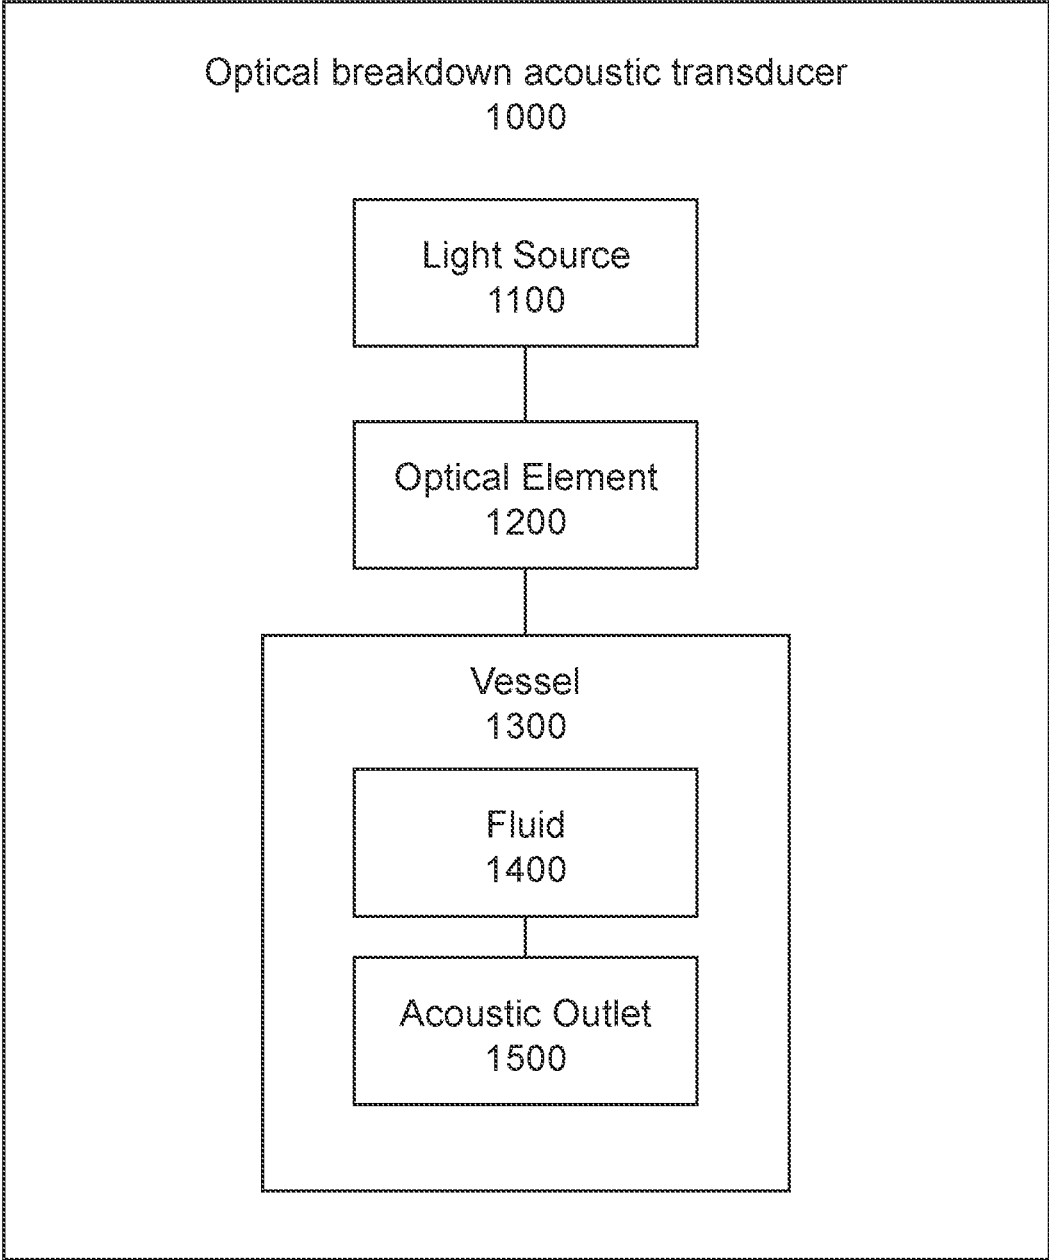 Optical breakdown acoustic transducer
1000
Light Source
1100
Optical Element
1200
Vessel
1300
Fluid
1400
Acoustic Outlet
1500